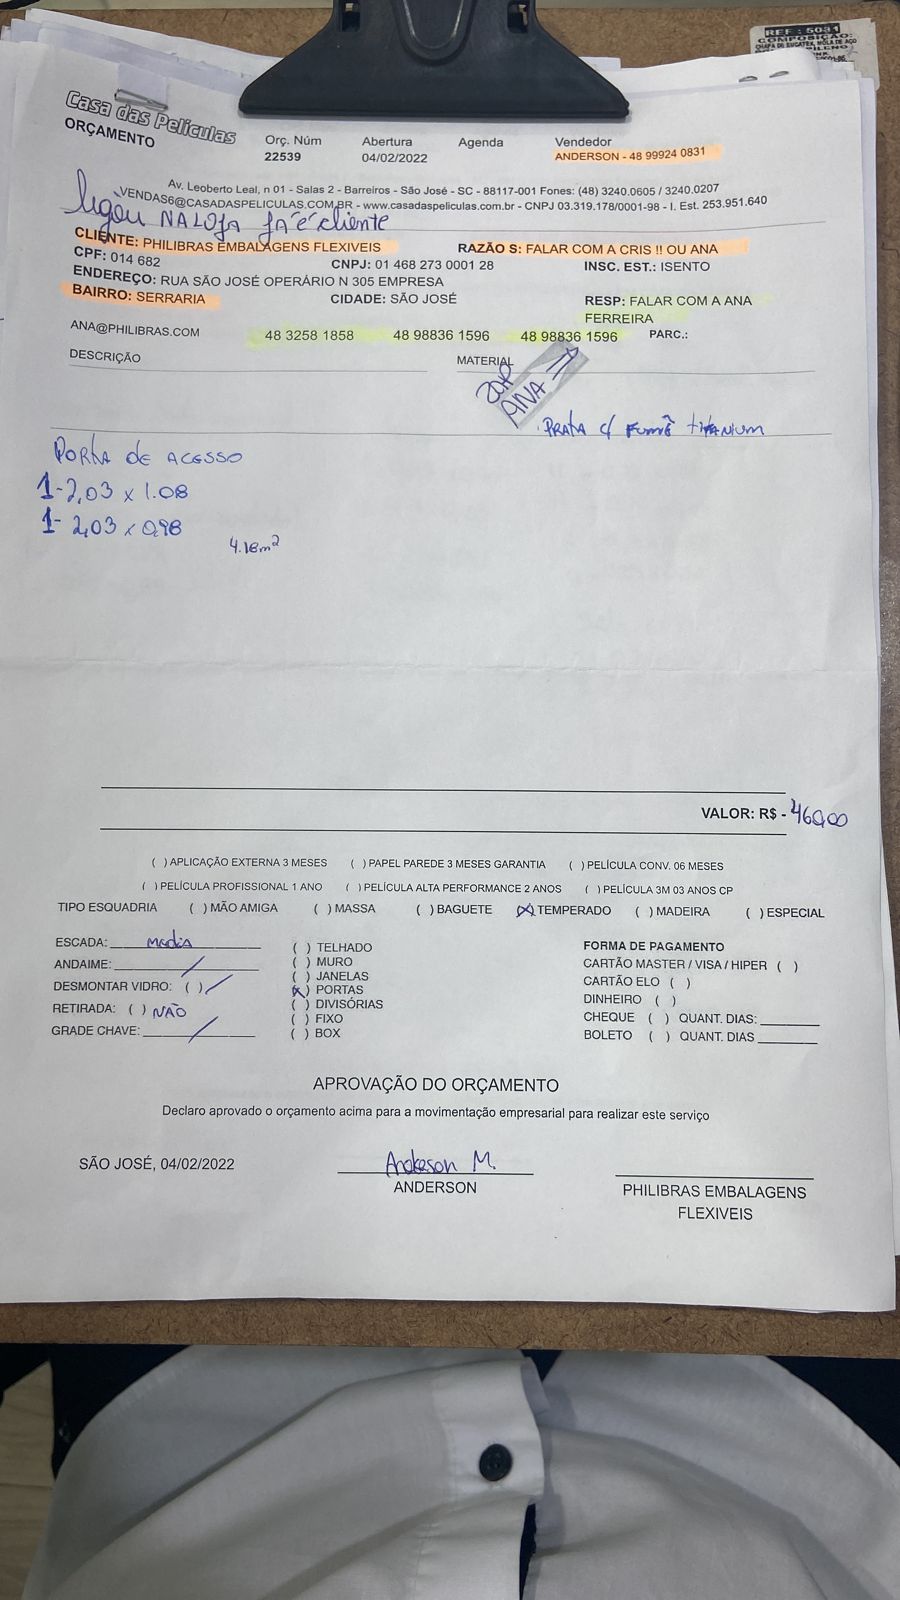 REF : 5031
COMPOSIÇÃO:
CHAPA DE EUCATEX, MOLA DE AÇO
Casa das Películas
ORÇAMENTO
Orç. Núm Abertura Agenda Vendedor
22539 04/02/2022 ANDERSON - 48 99924 0831
Av. Leoberto Leal, n 01 - Salas 2 - Barreiros - São José - SC - 88117-001 Fones: (48) 3240.0605 / 3240.0207
VENDAS6@CASADASPELICULAS.COM.BR - www.casadaspeliculas.com.br - CNPJ 03.319.178/0001-98 - I. Est. 253.951.640
ligou NA LOJA JÁ É cliente
CLIENTE: PHILIBRAS EMBALAGENS FLEXIVEIS RAZÃO S: FALAR COM A CRIS !! OU ANA
CPF: 014 682 CNPJ: 01 468 273 0001 28 INSC. EST.: ISENTO
ENDEREÇO: RUA SÃO JOSÉ OPERÁRIO N 305 EMPRESA
BAIRRO: SERRARIA CIDADE: SÃO JOSÉ RESP: FALAR COM A ANA
FERREIRA
ANA@PHILIBRAS.COM 48 3258 1858 48 98836 1596 48 98836 1596 PARC.:
DESCRIÇÃO MATERIAL
ANA
PRATA c/ FUMÊ TITANIUM
PORTA de ACESSO
1-2,03 x 1.08
1- 2,03 x 0,98
4.18m²
VALOR: R$ - 460,00
( ) APLICAÇÃO EXTERNA 3 MESES ( ) PAPEL PAREDE 3 MESES GARANTIA ( ) PELÍCULA CONV. 06 MESES
( ) PELÍCULA PROFISSIONAL 1 ANO ( ) PELÍCULA ALTA PERFORMANCE 2 ANOS ( ) PELÍCULA 3M 03 ANOS CP
TIPO ESQUADRIA ( ) MÃO AMIGA ( ) MASSA ( ) BAGUETE (X) TEMPERADO ( ) MADEIRA ( ) ESPECIAL
ESCADA: media
ANDAIME: /
DESMONTAR VIDRO: ( ) /
RETIRADA: ( ) NÃO
GRADE CHAVE: /
( ) TELHADO
( ) MURO
( ) JANELAS
(X) PORTAS
( ) DIVISÓRIAS
( ) FIXO
( ) BOX
FORMA DE PAGAMENTO
CARTÃO MASTER / VISA / HIPER ( )
CARTÃO ELO ( )
DINHEIRO ( )
CHEQUE ( ) QUANT. DIAS:
BOLETO ( ) QUANT. DIAS
APROVAÇÃO DO ORÇAMENTO
Declaro aprovado o orçamento acima para a movimentação empresarial para realizar este serviço
SÃO JOSÉ, 04/02/2022
Anderson M.
ANDERSON
PHILIBRAS EMBALAGENS
FLEXIVEIS